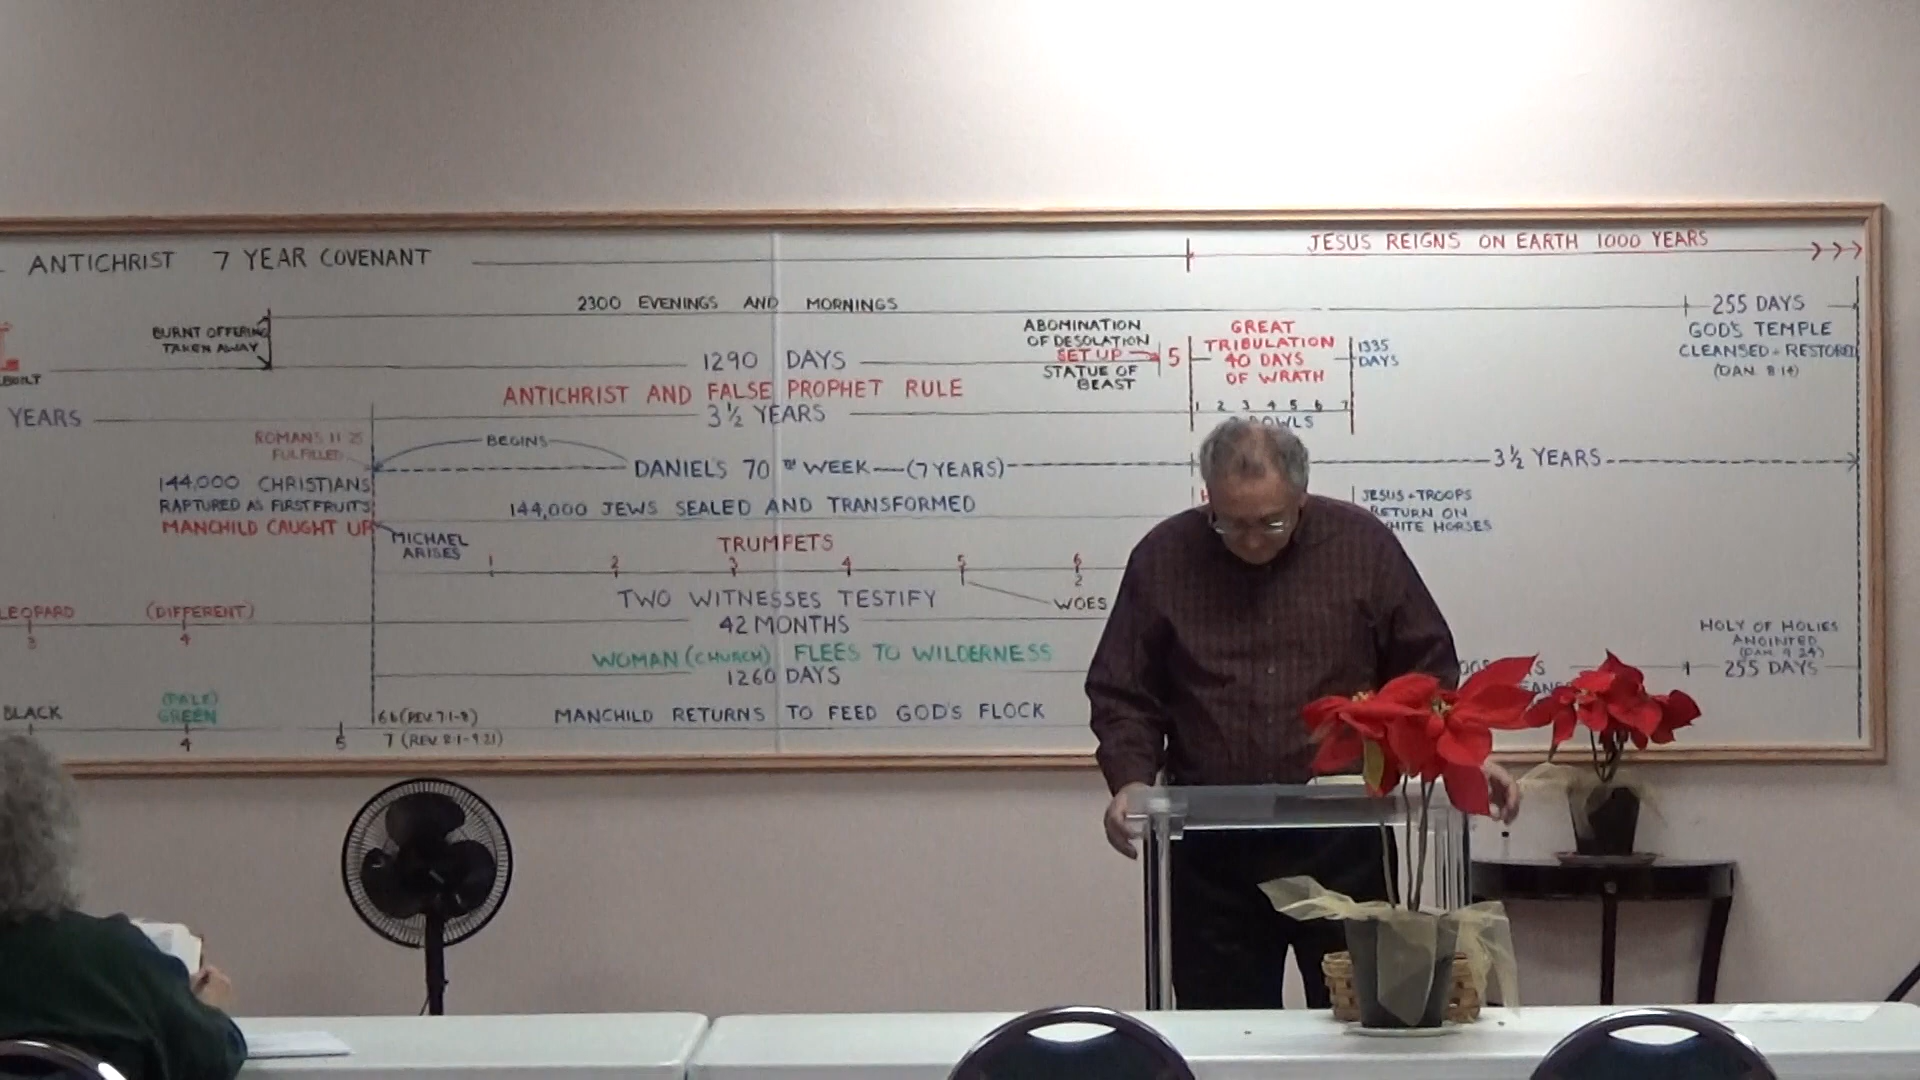 ANTICHRIST 7 YEAR COVENANT
JESUS REIGNS ON EARTH 1000 YEARS
2300 EVENINGS AND MORNINGS
255 DAYS
GOD'S TEMPLE
CLEANSED + RESTORED
(DAN. 8:14)
BURNT OFFERING
TAKEN AWAY
BUILT
1290 DAYS
ABOMINATION
OF DESOLATION
SET UP
STATUE OF
BEAST
5
GREAT
TRIBULATION
40 DAYS
OF WRATH
1335
DAYS
1 2 3 4 5 6 7
BOWLS
ANTICHRIST AND FALSE PROPHET RULE
YEARS
3½ YEARS
ROMANS 11:25
FULFILLED
BEGINS
DANIEL'S 70TH WEEK (7 YEARS)
3½ YEARS
144,000 CHRISTIANS
RAPTURED AS FIRSTFRUITS
MANCHILD CAUGHT UP
144,000 JEWS SEALED AND TRANSFORMED
JESUS + TROOPS
RETURN ON
WHITE HORSES
MICHAEL
ARISES
TRUMPETS
1 2 3 4 5 6
2
WOES
TWO WITNESSES TESTIFY
42 MONTHS
LEOPARD (DIFFERENT)
3 4
WOMAN (CHURCH) FLEES TO WILDERNESS
1260 DAYS
HOLY OF HOLIES
ANOINTED
(DAN. 9:24)
255 DAYS
BLACK
(PALE)
GREEN
4 5
6b (REV. 7:1-8)
7 (REV. 8:1-9:21)
MANCHILD RETURNS TO FEED GOD'S FLOCK